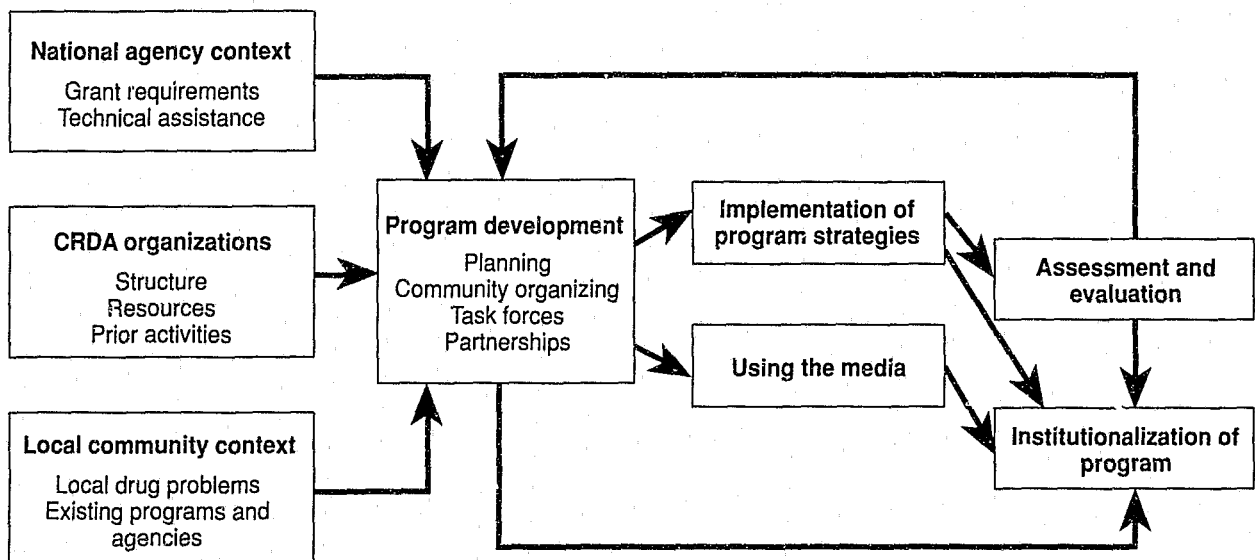 National agency context
Grant requirements
Technical assistance
CRDA organizations
Structure
Resources
Prior activities
Local community context
Local drug problems
Existing programs and
agencies
Program development
Planning
Community organizing
Task forces
Partnerships
Implementation of
program strategies
Using the media
Assessment and
evaluation
Institutionalization of
program